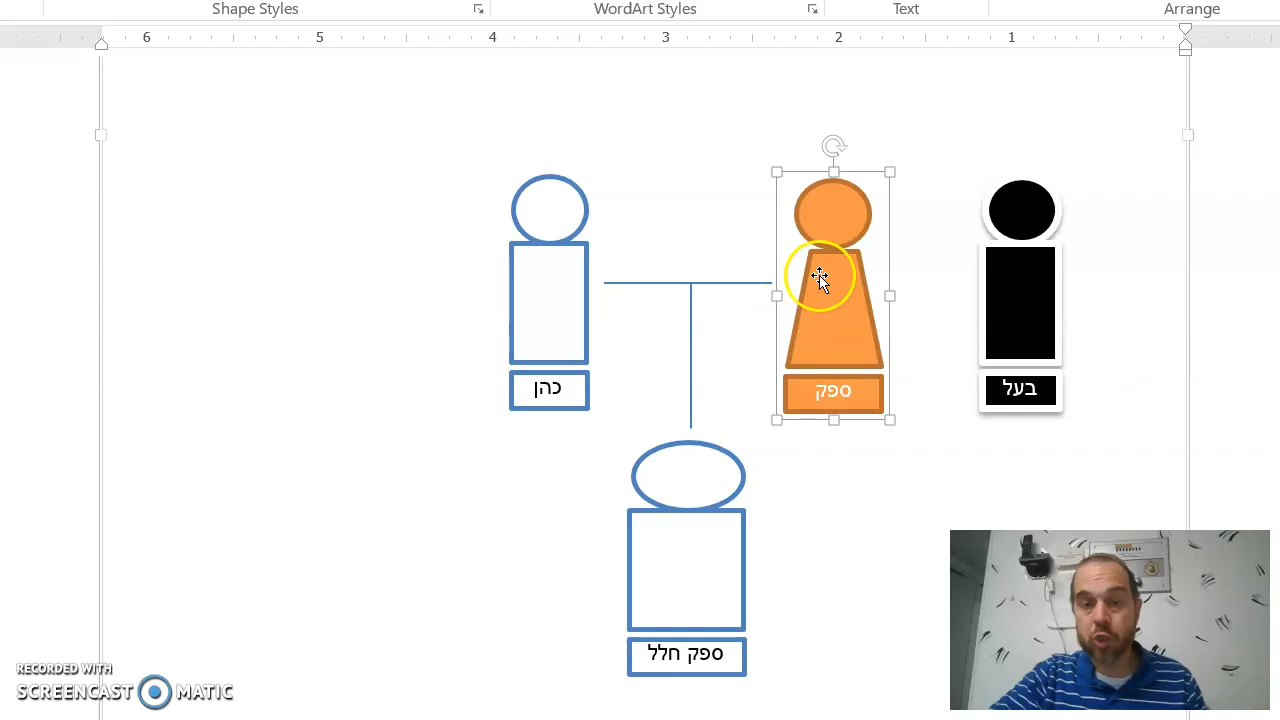 Shape Styles
WordArt Styles
Text
Arrange
6 5 4 3 2 1
כהן
ספק
בעל
ספק חלל
RECORDED WITH
SCREENCAST MATIC